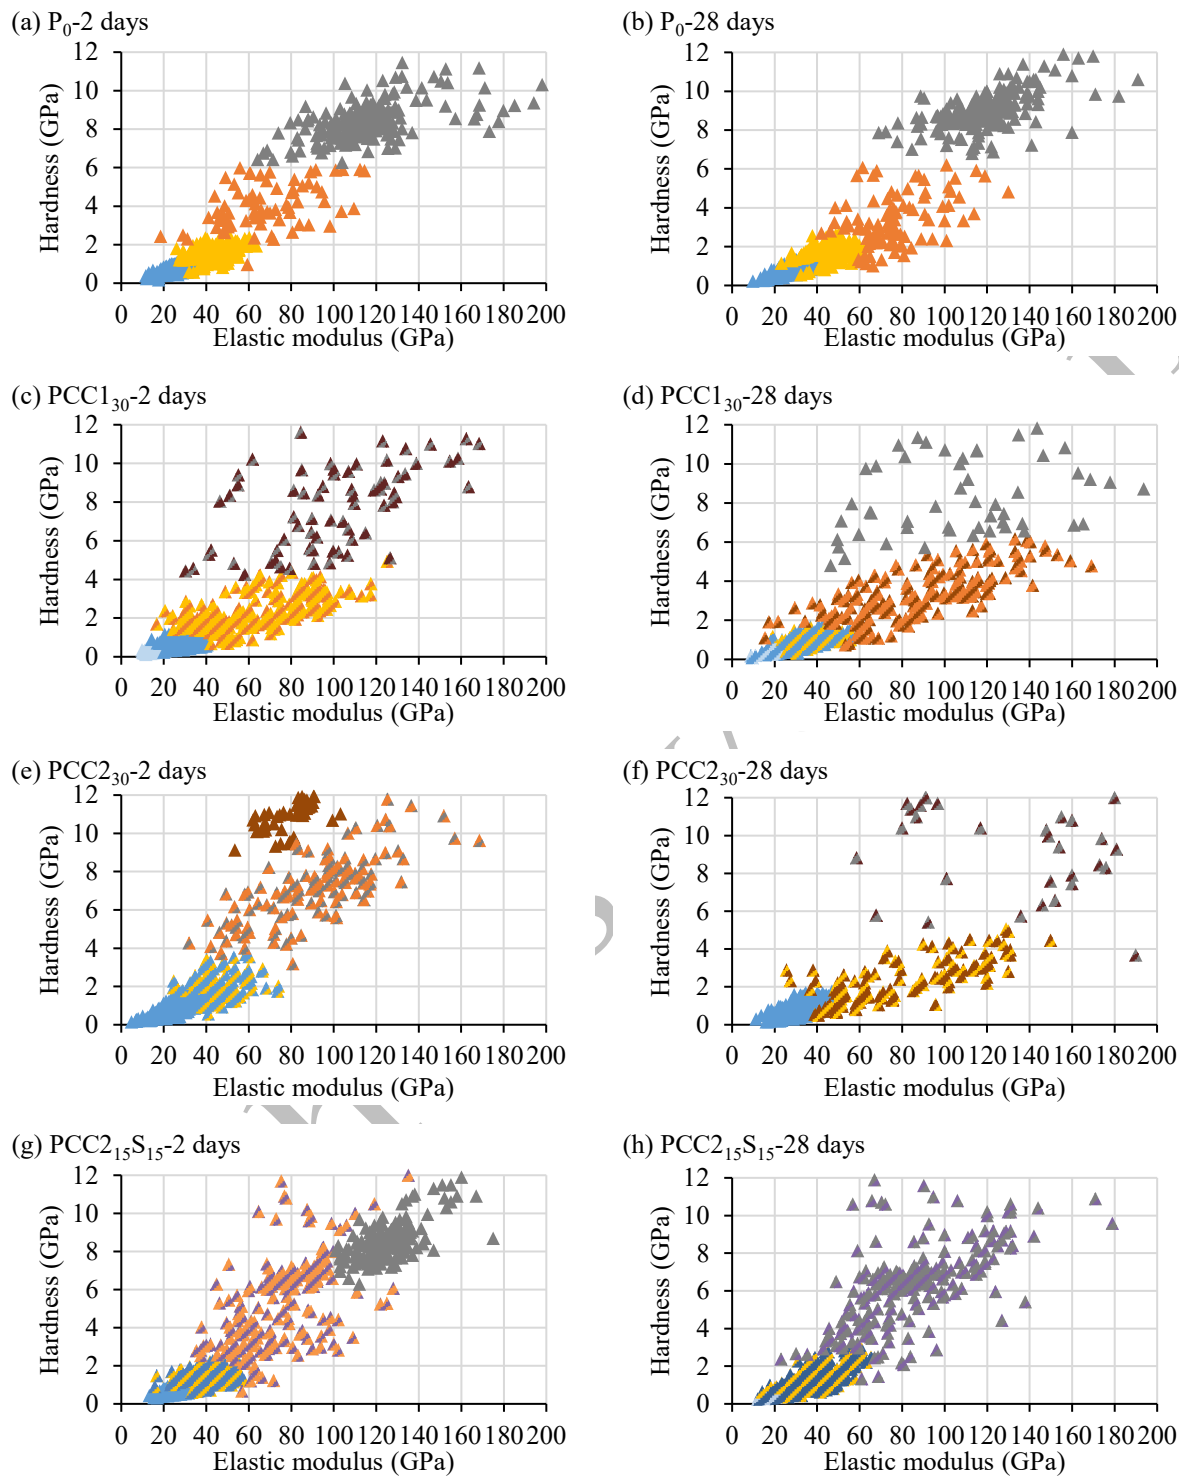 (a) P₀-2 days
(b) P₀-28 days
12
10
8
6
4
2
0
Hardness (GPa)
0 20 40 60 80 100 120 140 160 180 200
Elastic modulus (GPa)
12
10
8
6
4
2
0
Hardness (GPa)
0 20 40 60 80 100 120 140 160 180 200
Elastic modulus (GPa)
(c) PCC1₃₀-2 days
(d) PCC1₃₀-28 days
12
10
8
6
4
2
0
Hardness (GPa)
0 20 40 60 80 100 120 140 160 180 200
Elastic modulus (GPa)
12
10
8
6
4
2
0
Hardness (GPa)
0 20 40 60 80 100 120 140 160 180 200
Elastic modulus (GPa)
(e) PCC2₃₀-2 days
(f) PCC2₃₀-28 days
12
10
8
6
4
2
0
Hardness (GPa)
0 20 40 60 80 100 120 140 160 180 200
Elastic modulus (GPa)
12
10
8
6
4
2
0
Hardness (GPa)
0 20 40 60 80 100 120 140 160 180 200
Elastic modulus (GPa)
(g) PCC2₁₅S₁₅-2 days
(h) PCC2₁₅S₁₅-28 days
12
10
8
6
4
2
0
Hardness (GPa)
0 20 40 60 80 100 120 140 160 180 200
Elastic modulus (GPa)
12
10
8
6
4
2
0
Hardness (GPa)
0 20 40 60 80 100 120 140 160 180 200
Elastic modulus (GPa)